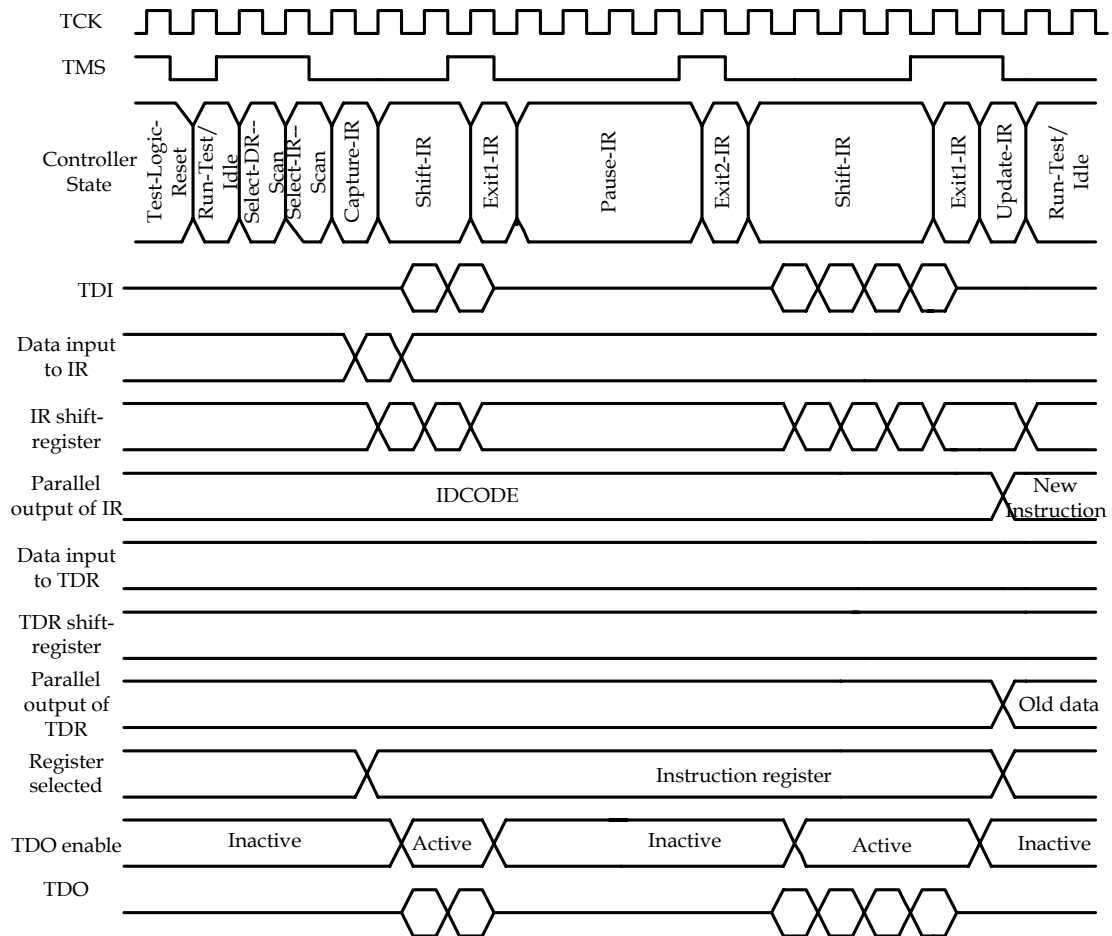 TCK
TMS
Controller
State
Test-Logic-
Reset
Run-Test/
Idle
Select-DR--
Scan
Select-IR--
Scan
Capture-IR
Shift-IR
Exit1-IR
Pause-IR
Exit2-IR
Shift-IR
Exit1-IR
Update-IR
Run-Test/
Idle
TDI
Data input
to IR
IR shift-
register
Parallel
output of IR
IDCODE
New
Instruction
Data input
to TDR
TDR shift-
register
Parallel
output of
TDR
Old data
Register
selected
Instruction register
TDO enable
Inactive
Active
Inactive
Active
Inactive
TDO